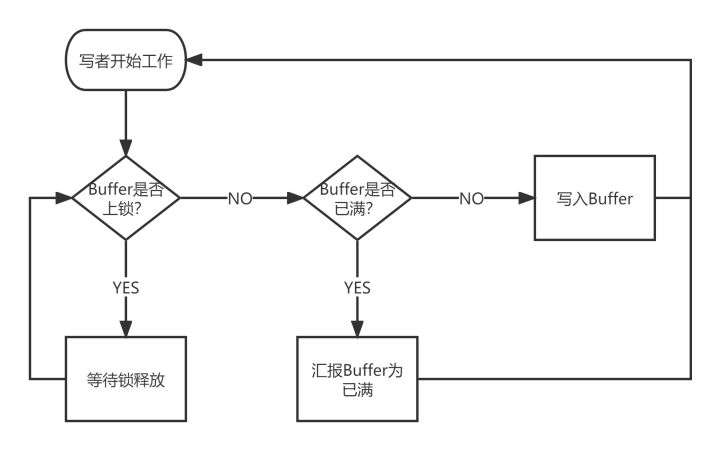 写者开始工作
Buffer是否
上锁?
NO
Buffer是否
已满?
NO
写入Buffer
YES
YES
等待锁释放
汇报Buffer为
已满